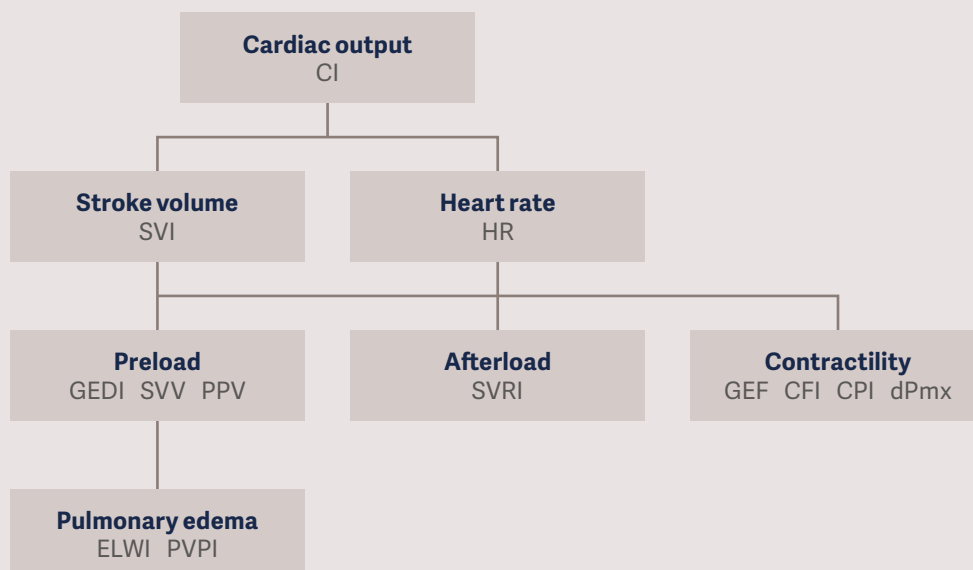 Cardiac output
CI
Stroke volume
SVI
Heart rate
HR
Preload
GEDI SVV PPV
Afterload
SVRI
Contractility
GEF CFI CPI dPmx
Pulmonary edema
ELWI PVPI